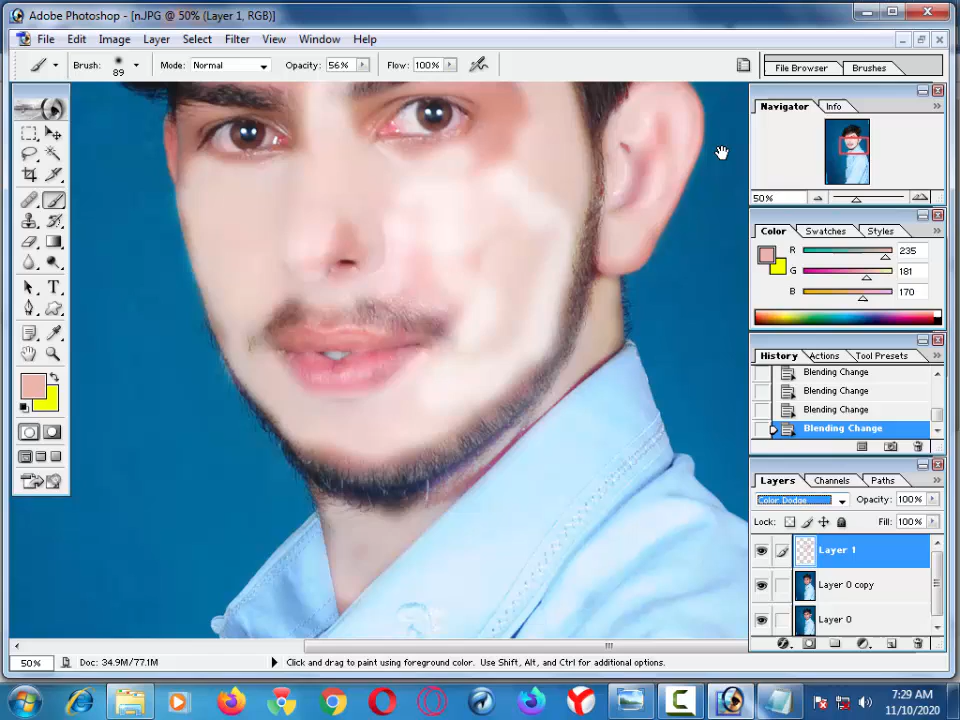 Adobe Photoshop - [n.JPG @ 50% (Layer 1, RGB)]
File Edit Image Layer Select Filter View Window Help
Brush: 89 Mode: Normal Opacity: 56% Flow: 100% File Browser Brushes
Navigator Info
50%
Color Swatches Styles
R 235
G 181
B 170
History Actions Tool Presets
Blending Change
Blending Change
Blending Change
Blending Change
Layers Channels Paths
Color Dodge Opacity: 100%
Lock: Fill: 100%
Layer 1
Layer 0 copy
Layer 0
50% Doc: 34.9M/77.1M Click and drag to paint using foreground color. Use Shift, Alt, and Ctrl for additional options.
7:29 AM
11/10/2020